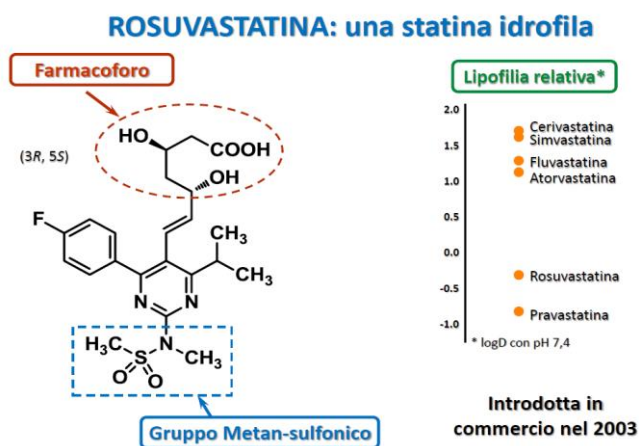 ROSUVASTATINA: una statina idrofila
Farmacoforo
Lipofilia relativa*
(3R, 5S)
HO
COOH
OH
F
CH3
CH3
N
N
H3C
N
CH3
S
O
O
Gruppo Metan-sulfonico
2.0
1.5
1.0
0.5
0.0
-0.5
-1.0
Cerivastatina
Simvastatina
Fluvastatina
Atorvastatina
Rosuvastatina
Pravastatina
* logD con pH 7,4
Introdotta in
commercio nel 2003